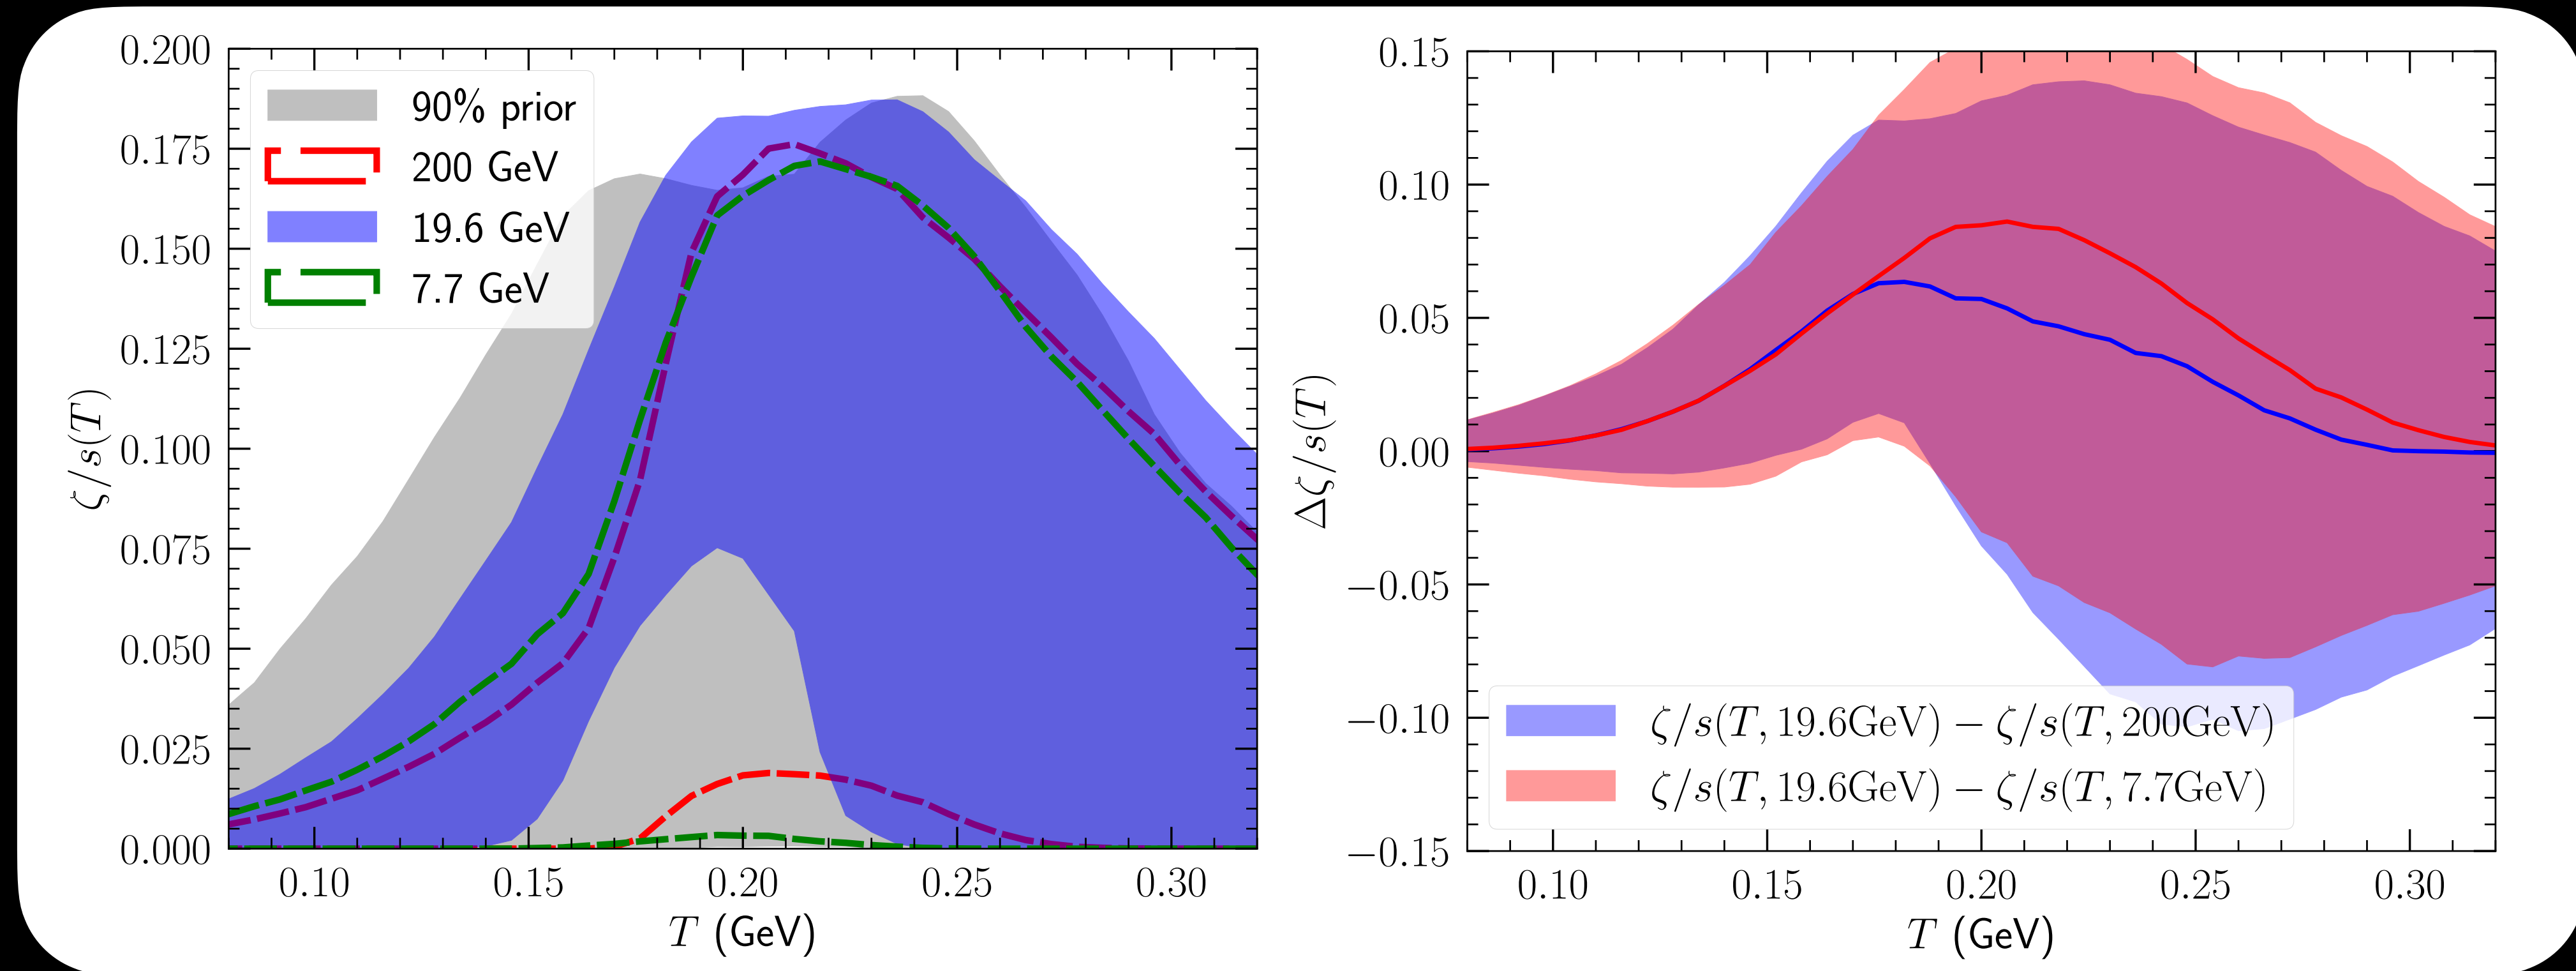 0.200
0.175
0.150
0.125
0.100
0.075
0.050
0.025
0.000
ζ/s(T)
90% prior
200 GeV
19.6 GeV
7.7 GeV
0.10 0.15 0.20 0.25 0.30
T (GeV)
0.15
0.10
0.05
0.00
−0.05
−0.10
−0.15
Δζ/s(T)
ζ/s(T, 19.6GeV) − ζ/s(T, 200GeV)
ζ/s(T, 19.6GeV) − ζ/s(T, 7.7GeV)
0.10 0.15 0.20 0.25 0.30
T (GeV)